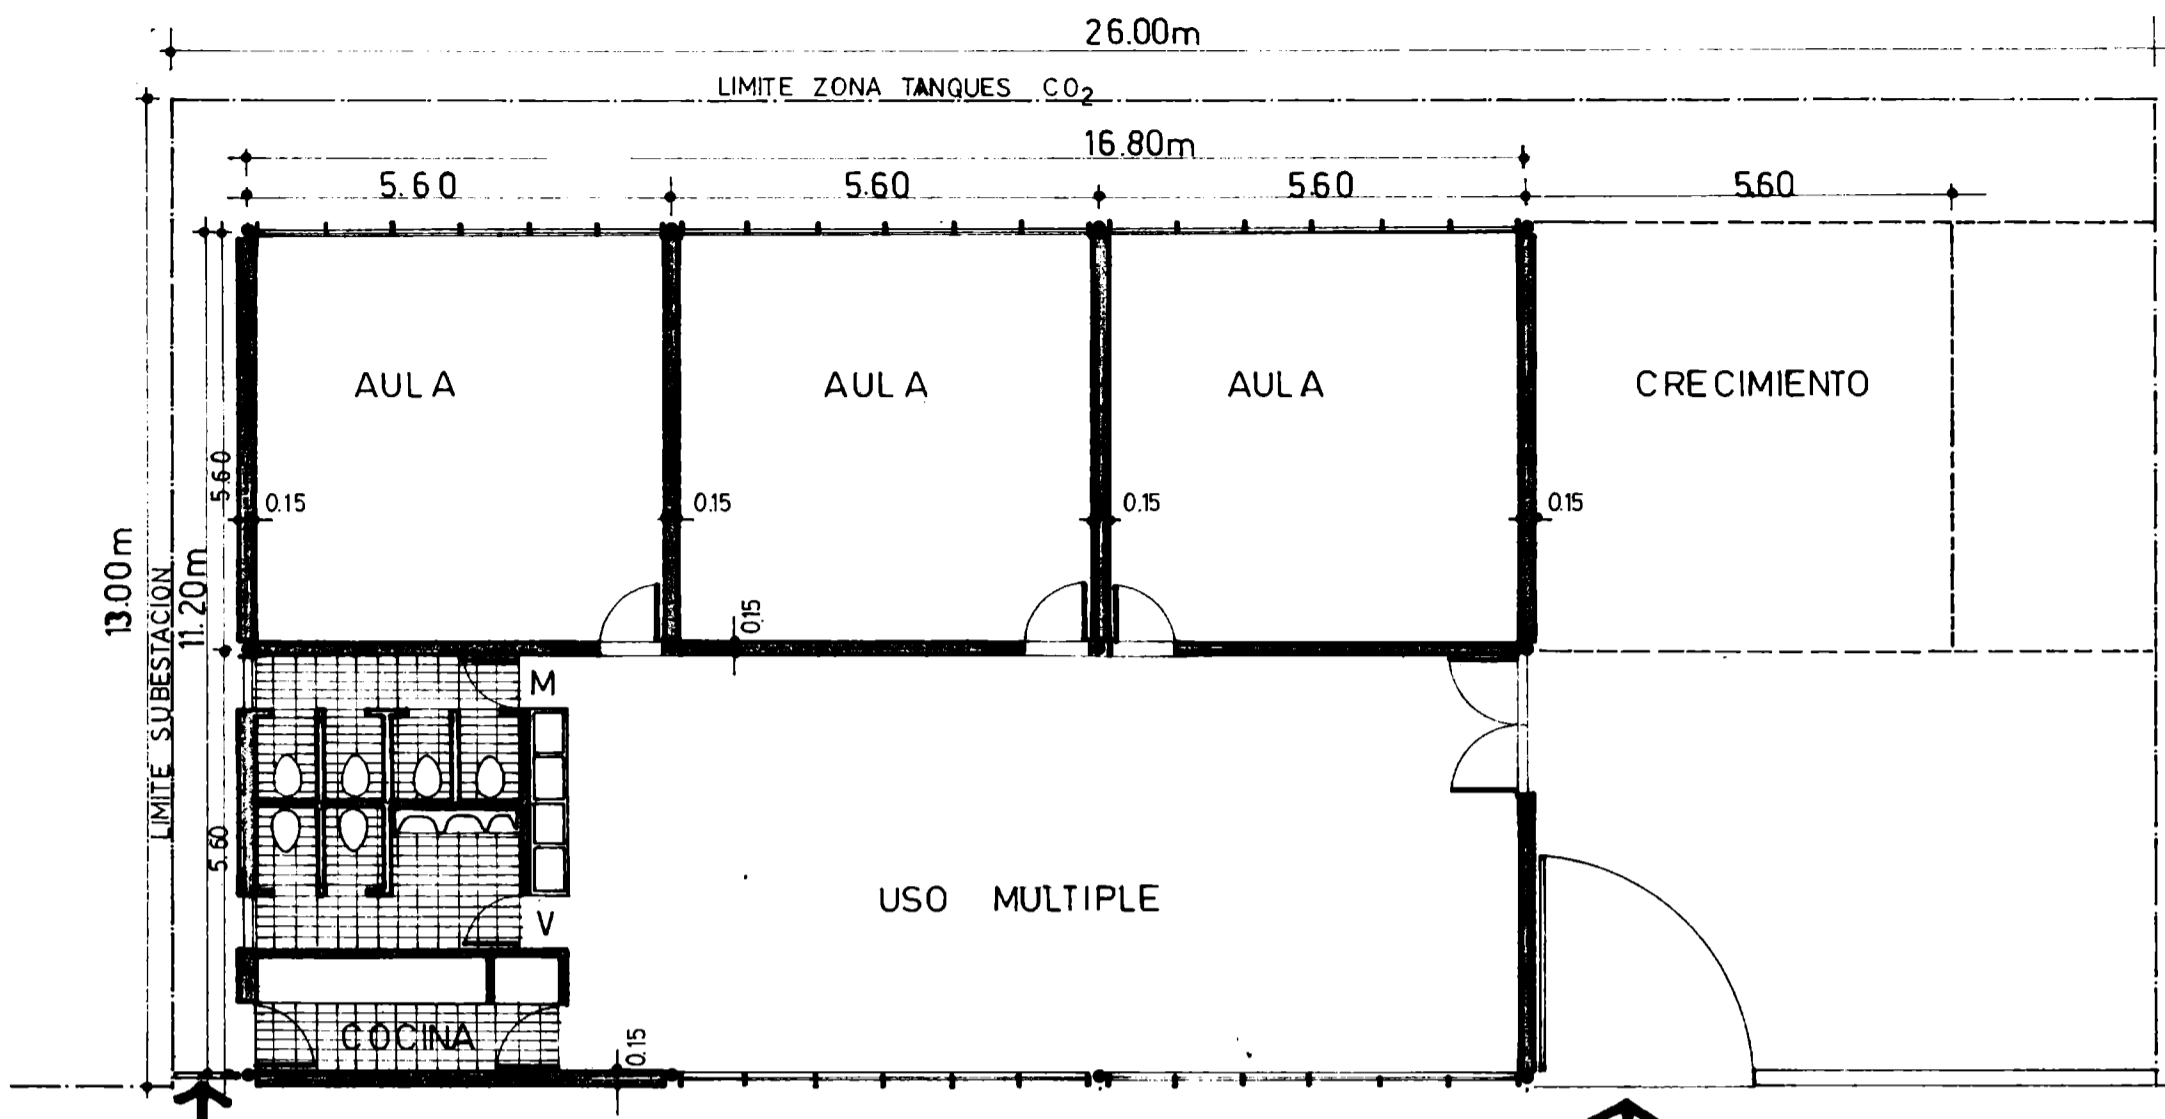 26.00m
LIMITE ZONA TANQUES CO₂
16.80m
5.60 5.60 5.60 5.60
AULA AULA AULA CRECIMIENTO
5.60
0.15 0.15 0.15 0.15
13.00m
LIMITE SUBESTACION
11.20m
0.15
M
5.60
USO MULTIPLE
V
COCINA
0.15